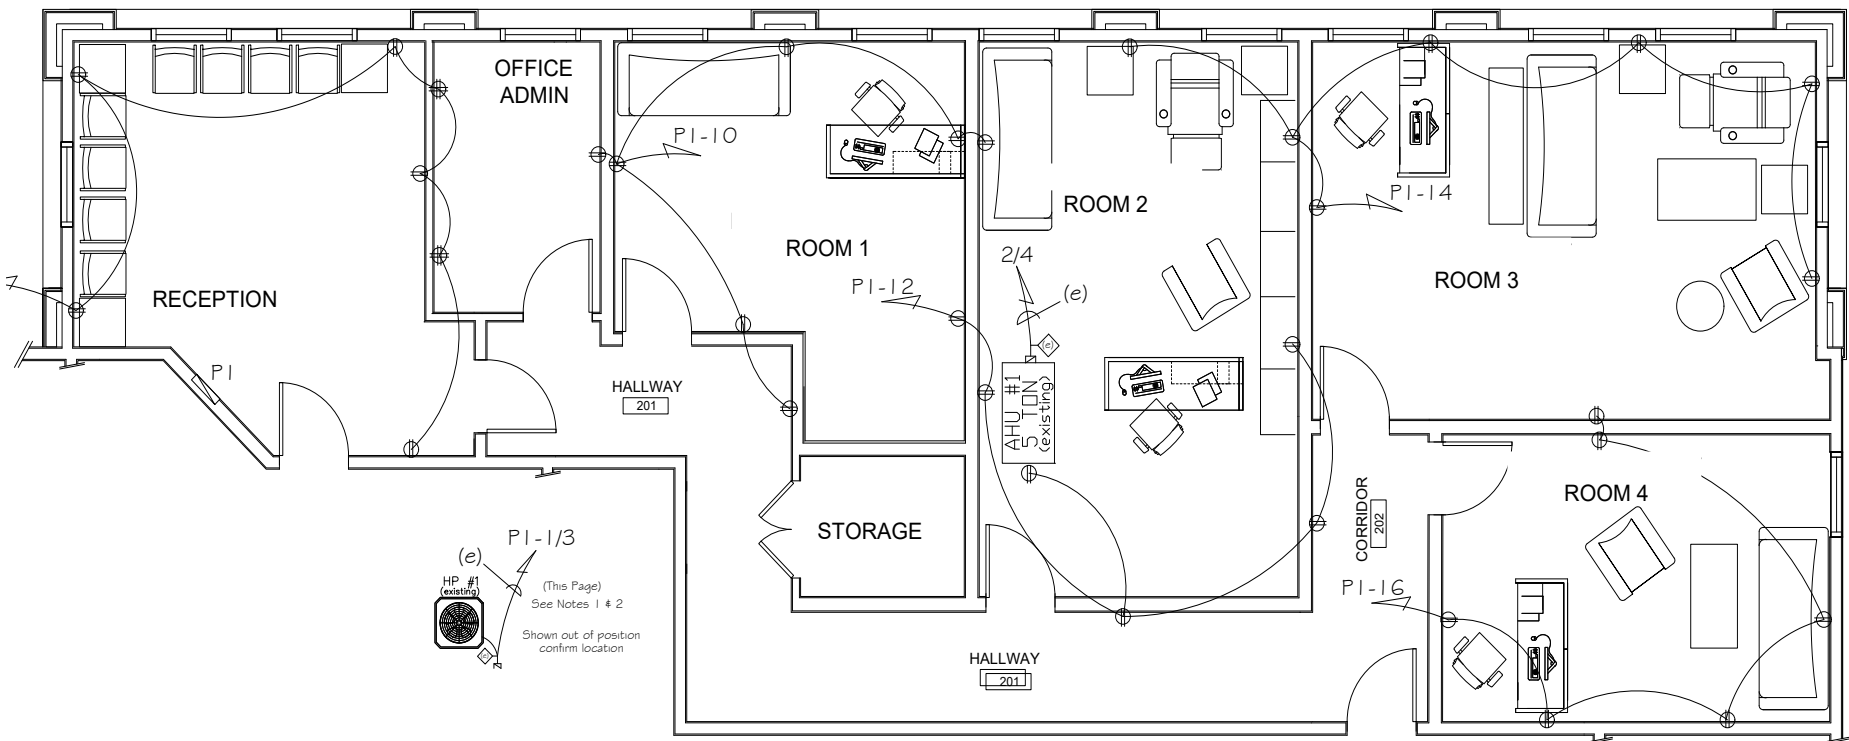 OFFICE
ADMIN
P1-10
ROOM 1
ROOM 2
P1-14
ROOM 3
RECEPTION
P1-12
2/4
(e)
(e)
AHU #1
5 TON
(existing)
P1
HALLWAY
201
STORAGE
CORRIDOR
202
ROOM 4
P1-16
P1-1/3
(e)
HP #1
(existing)
(e)
(This Page)
See Notes 1 & 2
Shown out of position
confirm location
HALLWAY
201